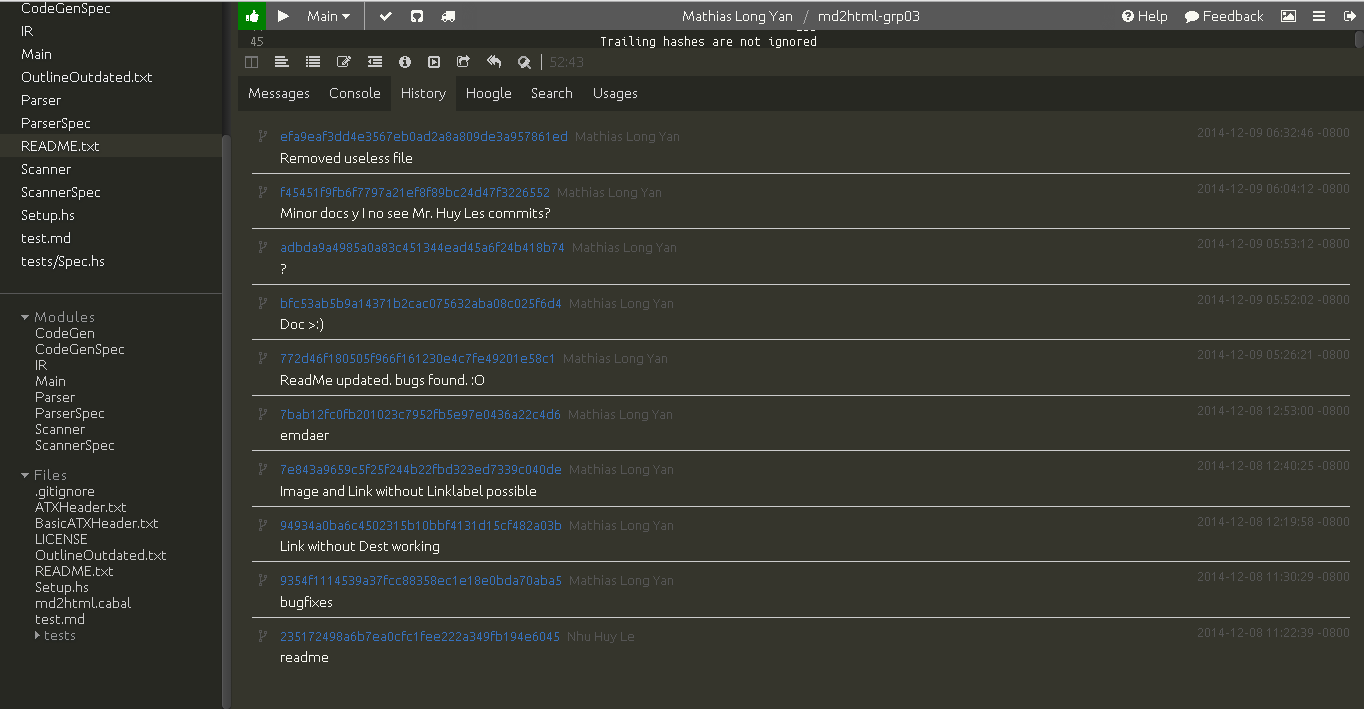 CodeGenSpec
IR
Main
OutlineOutdated.txt
Parser
ParserSpec
README.txt
Scanner
ScannerSpec
Setup.hs
test.md
tests/Spec.hs
Modules
CodeGen
CodeGenSpec
IR
Main
Parser
ParserSpec
Scanner
ScannerSpec
Files
.gitignore
ATXHeader.txt
BasicATXHeader.txt
LICENSE
OutlineOutdated.txt
README.txt
Setup.hs
md2html.cabal
test.md
tests
Main Mathias Long Yan / md2html-grp03 Help Feedback
45 Trailing hashes are not ignored
52:43
Messages Console History Hoogle Search Usages
efa9eaf3dd4e3567eb0ad2a8a809de3a957861ed Mathias Long Yan 2014-12-09 06:32:46 -0800
Removed useless file
f45451f9fb6f7797a21ef8f89bc24d47f3226552 Mathias Long Yan 2014-12-09 06:04:12 -0800
Minor docs y I no see Mr. Huy Les commits?
adbda9a4985a0a83c451344ead45a6f24b418b74 Mathias Long Yan 2014-12-09 05:53:12 -0800
?
bfc53ab5b9a14371b2cac075632aba08c025f6d4 Mathias Long Yan 2014-12-09 05:52:02 -0800
Doc >:)
772d46f180505f966f161230e4c7fe49201e58c1 Mathias Long Yan 2014-12-09 05:26:21 -0800
ReadMe updated. bugs found. :O
7bab12fc0fb201023c7952fb5e97e0436a22c4d6 Mathias Long Yan 2014-12-08 12:53:00 -0800
emdaer
7e843a9659c5f25f244b22fbd323ed7339c040de Mathias Long Yan 2014-12-08 12:40:25 -0800
Image and Link without Linklabel possible
94934a0ba6c4502315b10bbf4131d15cf482a03b Mathias Long Yan 2014-12-08 12:19:58 -0800
Link without Dest working
9354f1114539a37fcc88358ec1e18e0bda70aba5 Mathias Long Yan 2014-12-08 11:30:29 -0800
bugfixes
235172498a6b7ea0cfc1fee222a349fb194e6045 Nhu Huy Le 2014-12-08 11:22:39 -0800
readme